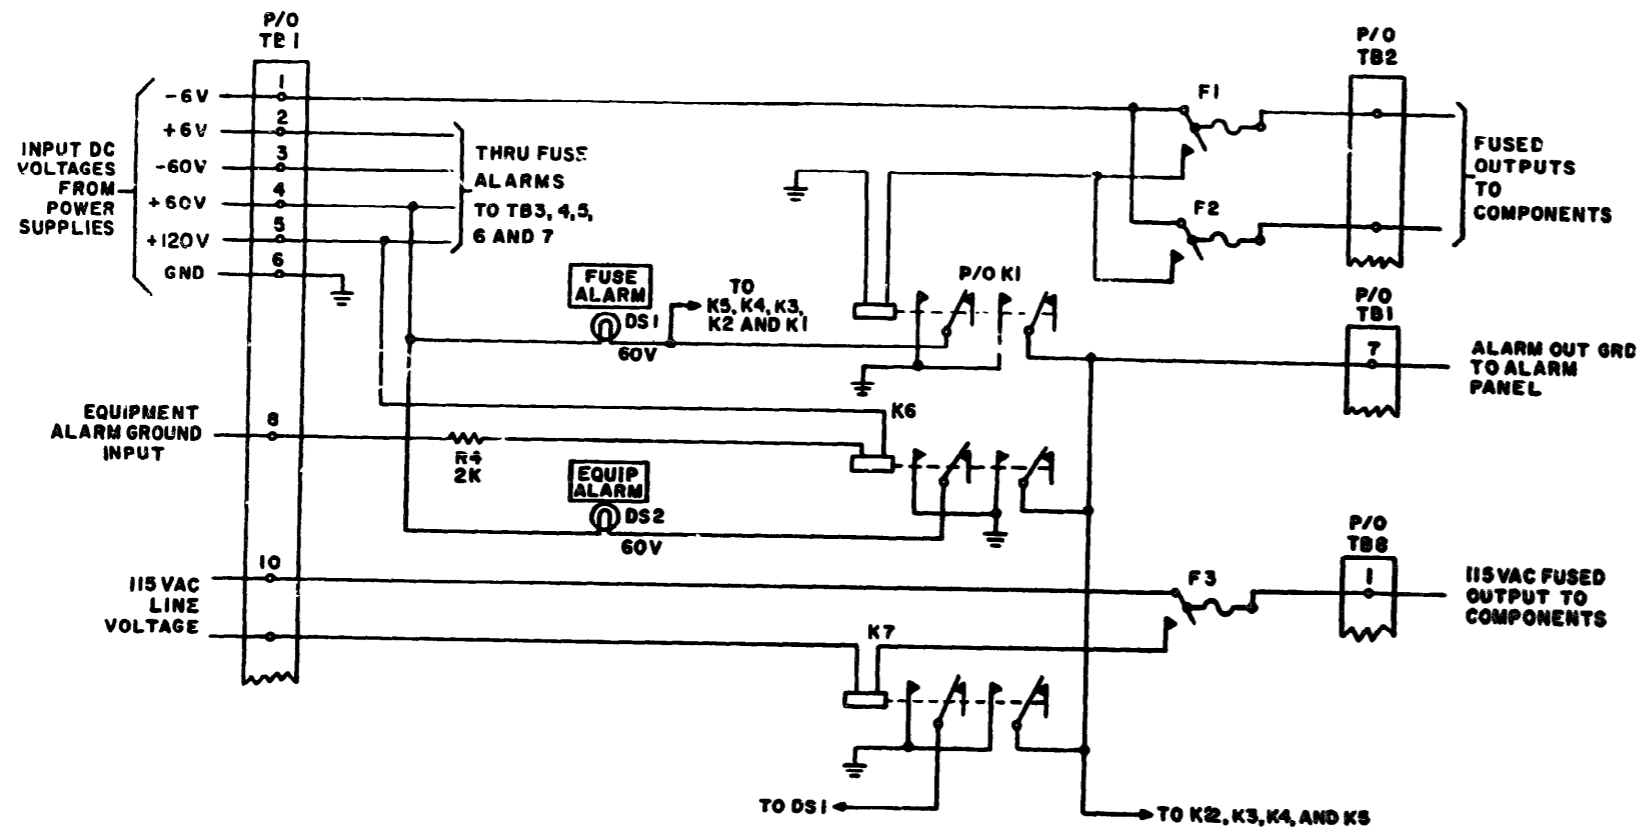 P/O
TB1
INPUT DC
VOLTAGES
FROM
POWER
SUPPLIES
-6V
+6V
-60V
+60V
+120V
GND
1
2
3
4
5
6
THRU FUSE
ALARMS
TO TB3, 4,5,
6 AND 7
FUSE
ALARM
DS1
60V
TO
K5, K4, K3,
K2 AND K1
P/O K1
F1
F2
P/O
TB2
FUSED
OUTPUTS
TO
COMPONENTS
P/O
TB1
7
ALARM OUT GRD
TO ALARM
PANEL
EQUIPMENT
ALARM GROUND
INPUT
8
R4
2K
K6
EQUIP
ALARM
DS2
60V
115 VAC
LINE
VOLTAGE
10
K7
F3
P/O
TB8
1
115 VAC FUSED
OUTPUT TO
COMPONENTS
TO DS1
TO K2, K3, K4, AND K5